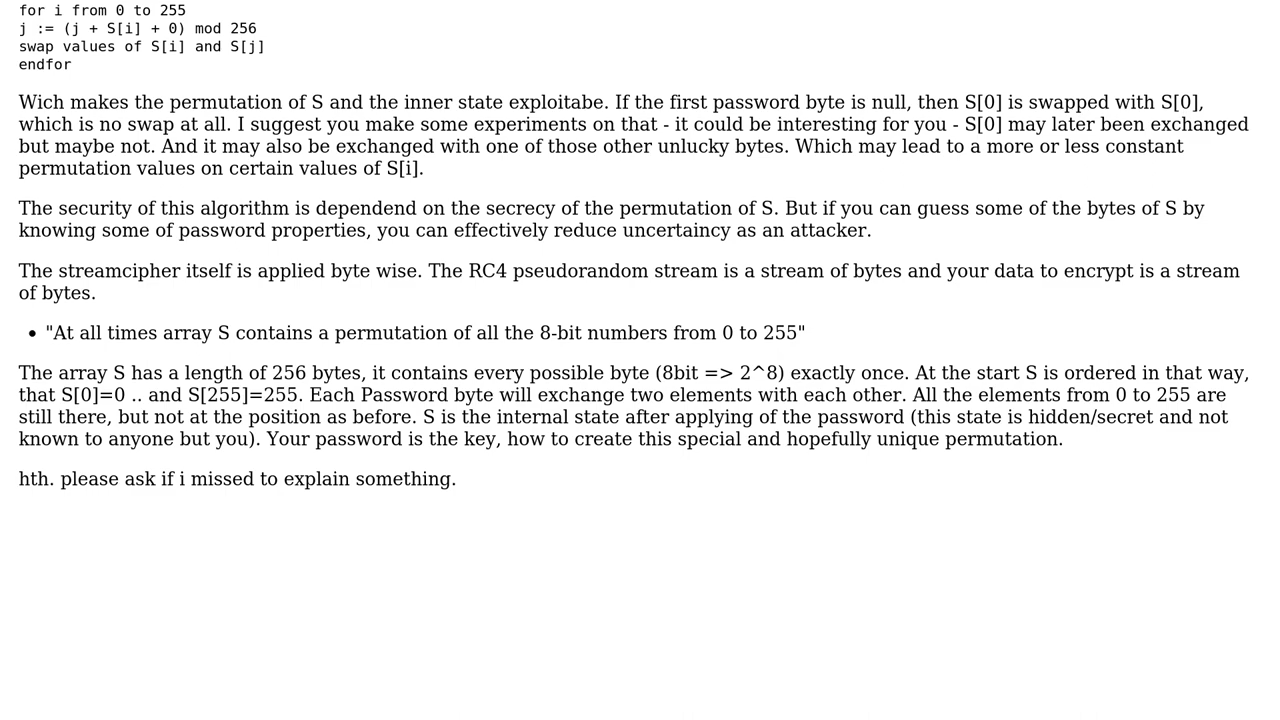 for i from 0 to 255
j := (j + S[i] + 0) mod 256
swap values of S[i] and S[j]
endfor
Wich makes the permutation of S and the inner state exploitabe. If the first password byte is null, then S[0] is swapped with S[0],
which is no swap at all. I suggest you make some experiments on that - it could be interesting for you - S[0] may later been exchanged
but maybe not. And it may also be exchanged with one of those other unlucky bytes. Which may lead to a more or less constant
permutation values on certain values of S[i].
The security of this algorithm is dependend on the secrecy of the permutation of S. But if you can guess some of the bytes of S by
knowing some of password properties, you can effectively reduce uncertaincy as an attacker.
The streamcipher itself is applied byte wise. The RC4 pseudorandom stream is a stream of bytes and your data to encrypt is a stream
of bytes.
• "At all times array S contains a permutation of all the 8-bit numbers from 0 to 255"
The array S has a length of 256 bytes, it contains every possible byte (8bit => 2^8) exactly once. At the start S is ordered in that way,
that S[0]=0 .. and S[255]=255. Each Password byte will exchange two elements with each other. All the elements from 0 to 255 are
still there, but not at the position as before. S is the internal state after applying of the password (this state is hidden/secret and not
known to anyone but you). Your password is the key, how to create this special and hopefully unique permutation.
hth. please ask if i missed to explain something.